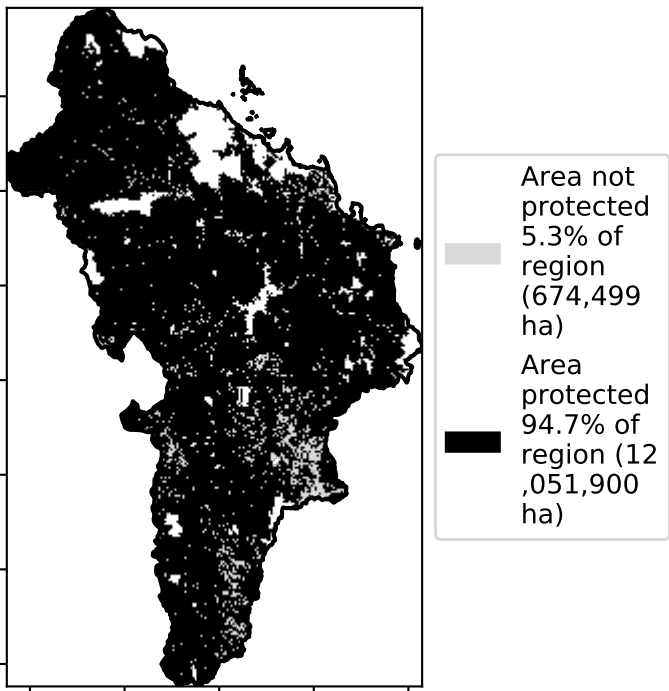 Area not
protected
5.3% of
region
(674,499
ha)
Area
protected
94.7% of
region (12
,051,900
ha)